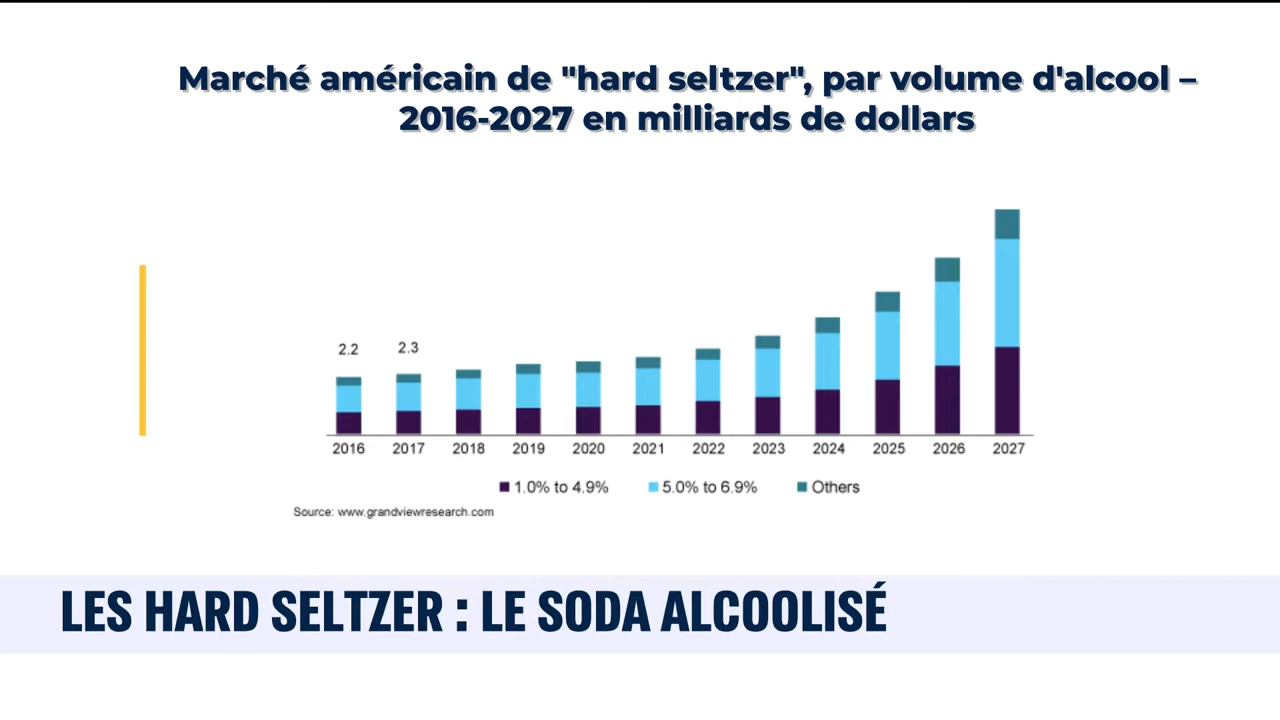 Marché américain de "hard seltzer", par volume d'alcool –
2016-2027 en milliards de dollars
2.2
2.3
2016 2017 2018 2019 2020 2021 2022 2023 2024 2025 2026 2027
1.0% to 4.9% 5.0% to 6.9% Others
Source: www.grandviewresearch.com
LES HARD SELTZER : LE SODA ALCOOLISÉ